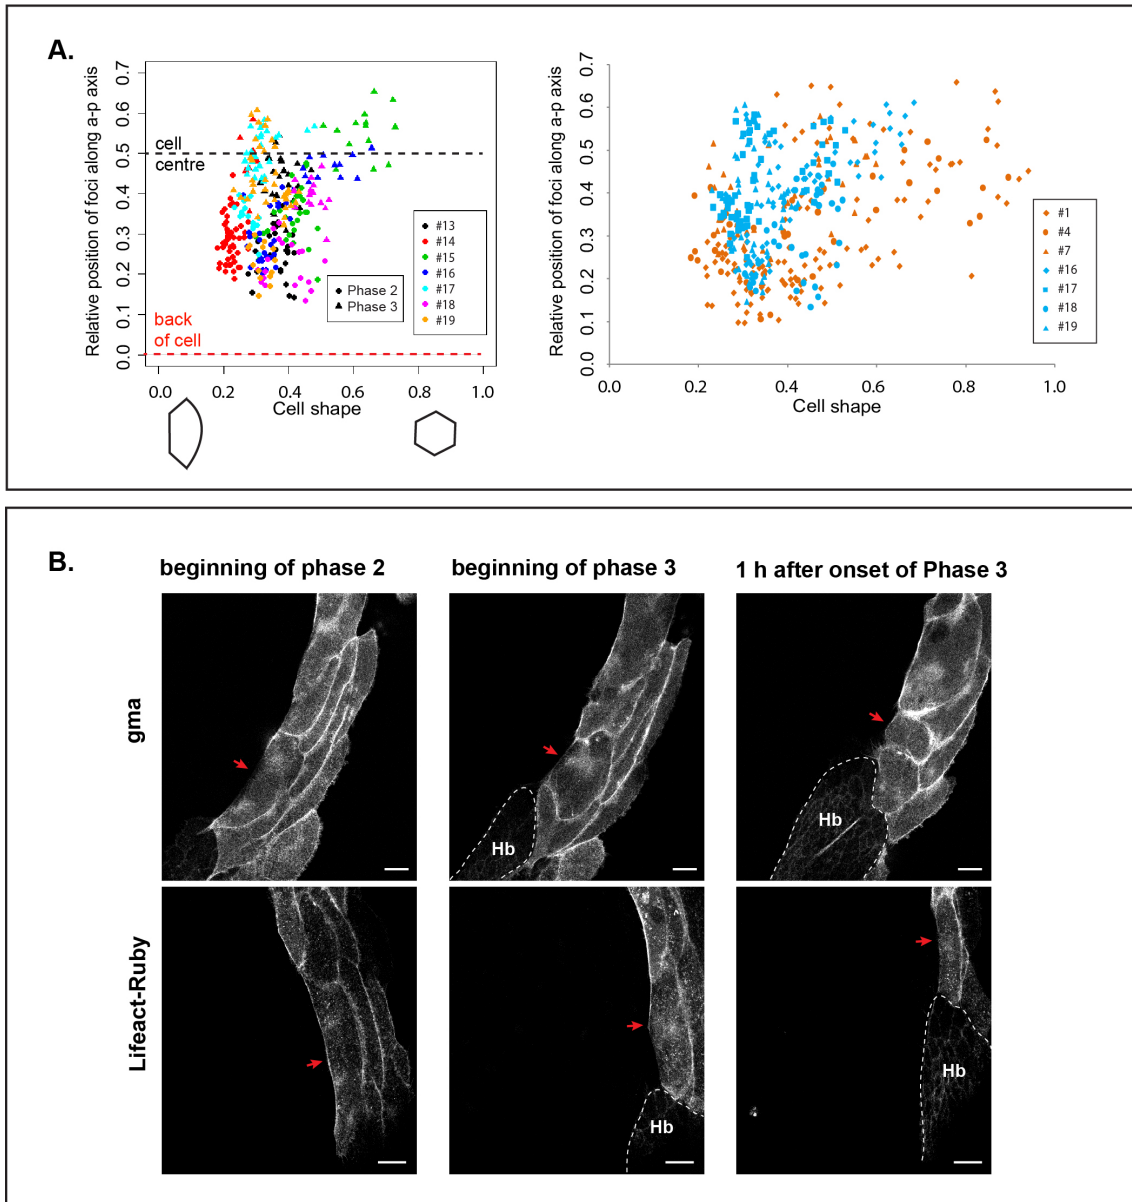 A.
Relative position of foci along a-p axis
0.7
0.6
0.5
0.4
0.3
0.2
0.1
0.0
cell
centre
back
of cell
Phase 2
Phase 3
#13
#14
#15
#16
#17
#18
#19
0.0 0.2 0.4 0.6 0.8 1.0
Cell shape
Relative position of foci along a-p axis
0.7
0.6
0.5
0.4
0.3
0.2
0.1
0.0
#1
#4
#7
#16
#17
#18
#19
0.0 0.2 0.4 0.6 0.8 1.0
Cell shape
B.
beginning of phase 2
beginning of phase 3
1 h after onset of Phase 3
gma
Hb
Hb
Lifeact-Ruby
Hb
Hb